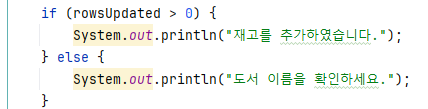 if (rowsUpdated > 0) {
System.out.println("재고를 추가하였습니다.");
} else {
System.out.println("도서 이름을 확인하세요.");
}